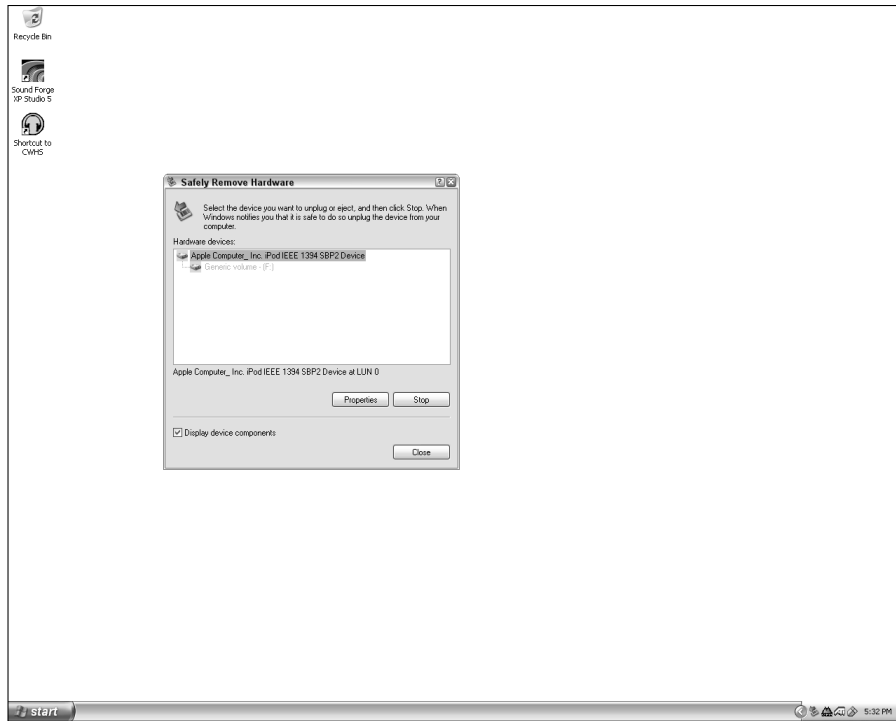 Recycle Bin
Sound Forge
XP Studio 5
Shortcut to
CWHS
Safely Remove Hardware
Select the device you want to unplug or eject, and then click Stop. When
Windows notifies you that it is safe to do so unplug the device from your
computer.
Hardware devices:
Apple Computer_ Inc. iPod IEEE 1394 SBP2 Device
Generic volume - (F:)
Apple Computer_ Inc. iPod IEEE 1394 SBP2 Device at LUN 0
Properties Stop
Display device components
Close
start 5:32 PM